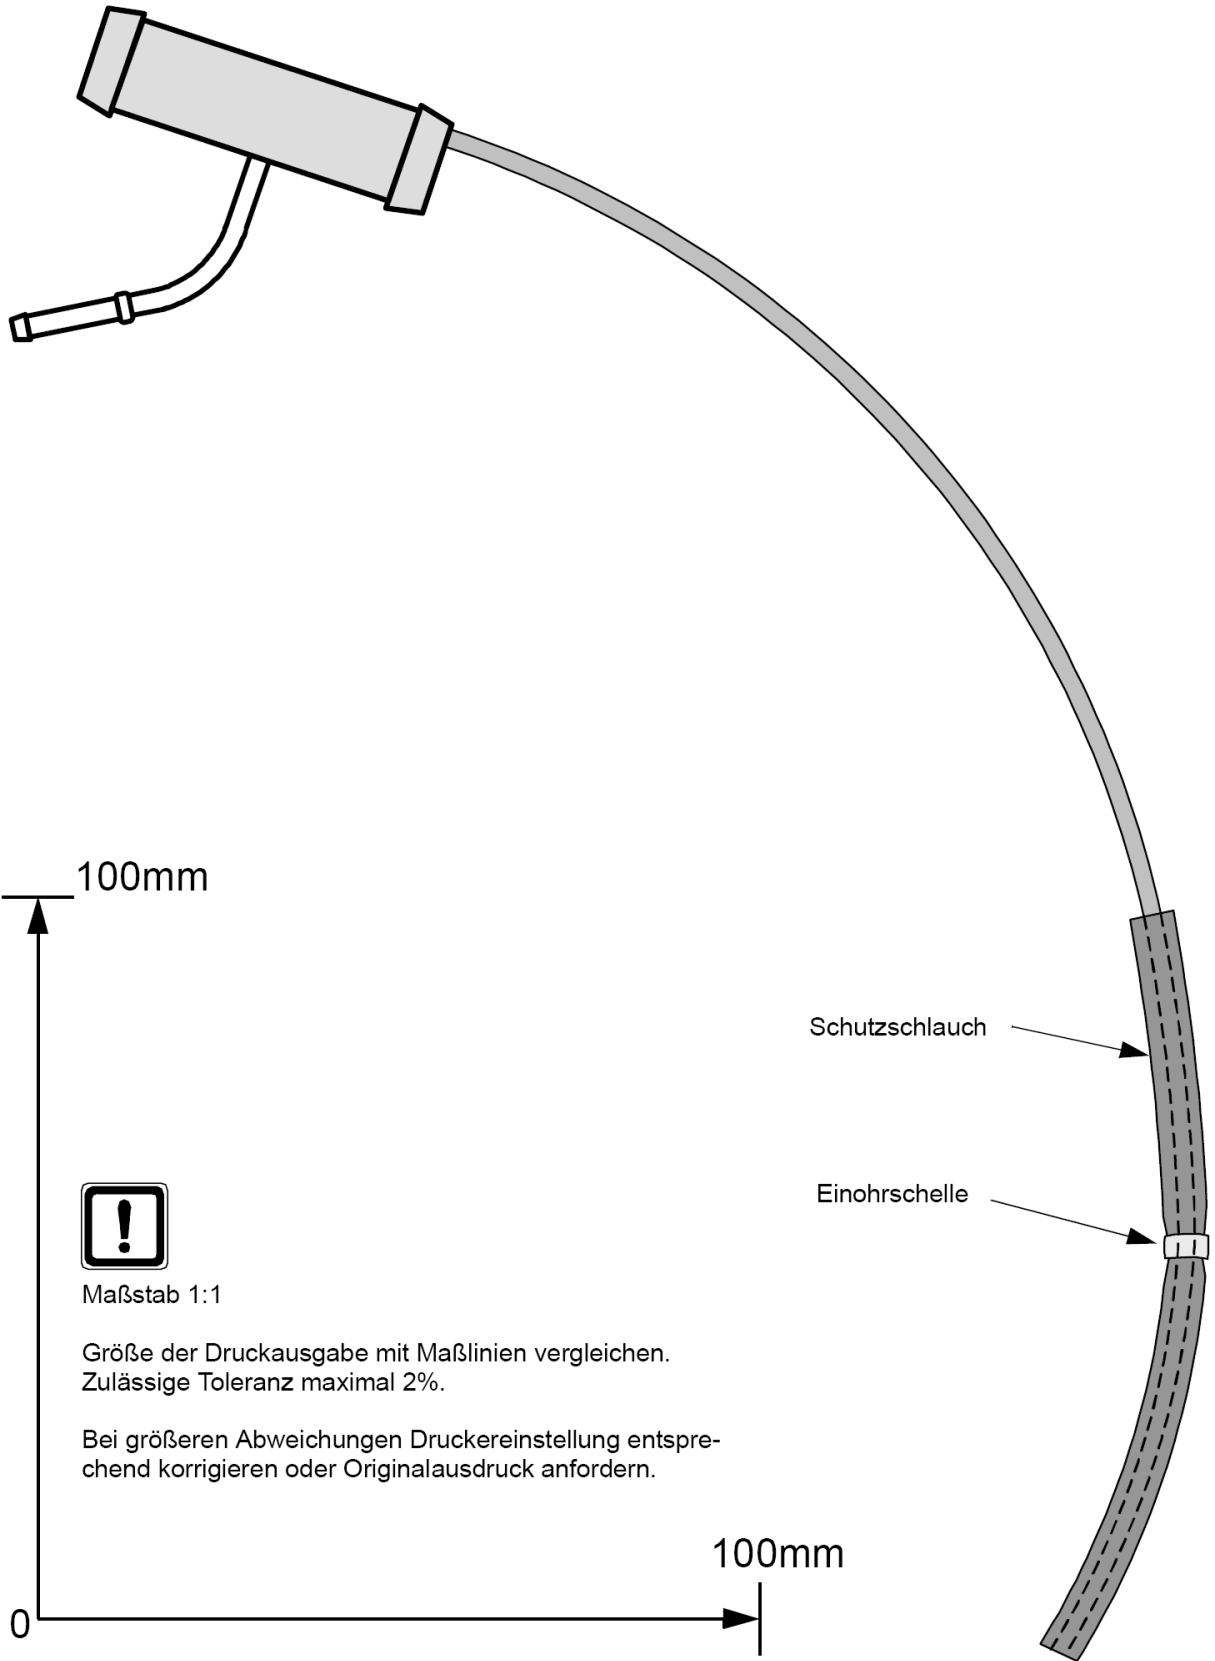 100mm
Schutzschlauch
Einohrschelle
Maßstab 1:1
Größe der Druckausgabe mit Maßlinien vergleichen.
Zulässige Toleranz maximal 2%.
Bei größeren Abweichungen Druckereinstellung entspre-
chend korrigieren oder Originalausdruck anfordern.
100mm
0